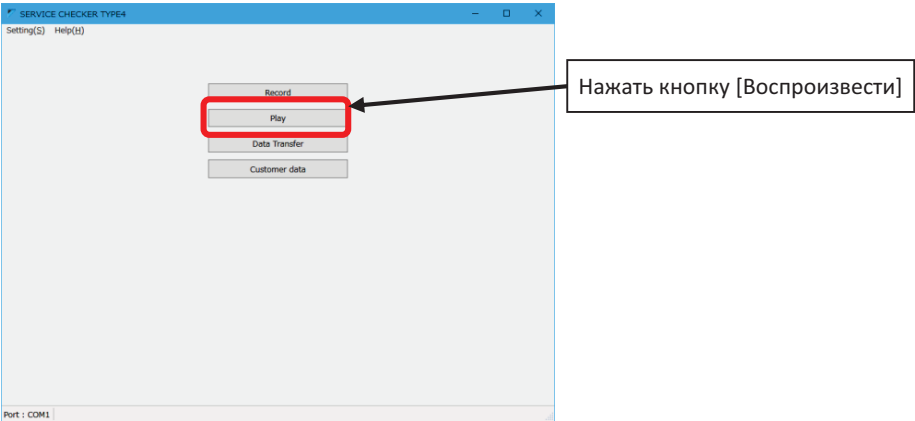 SERVICE CHECKER TYPE4
Setting(S) Help(H)
Record
Нажать кнопку [Воспроизвести]
Play
Data Transfer
Customer data
Port : COM1